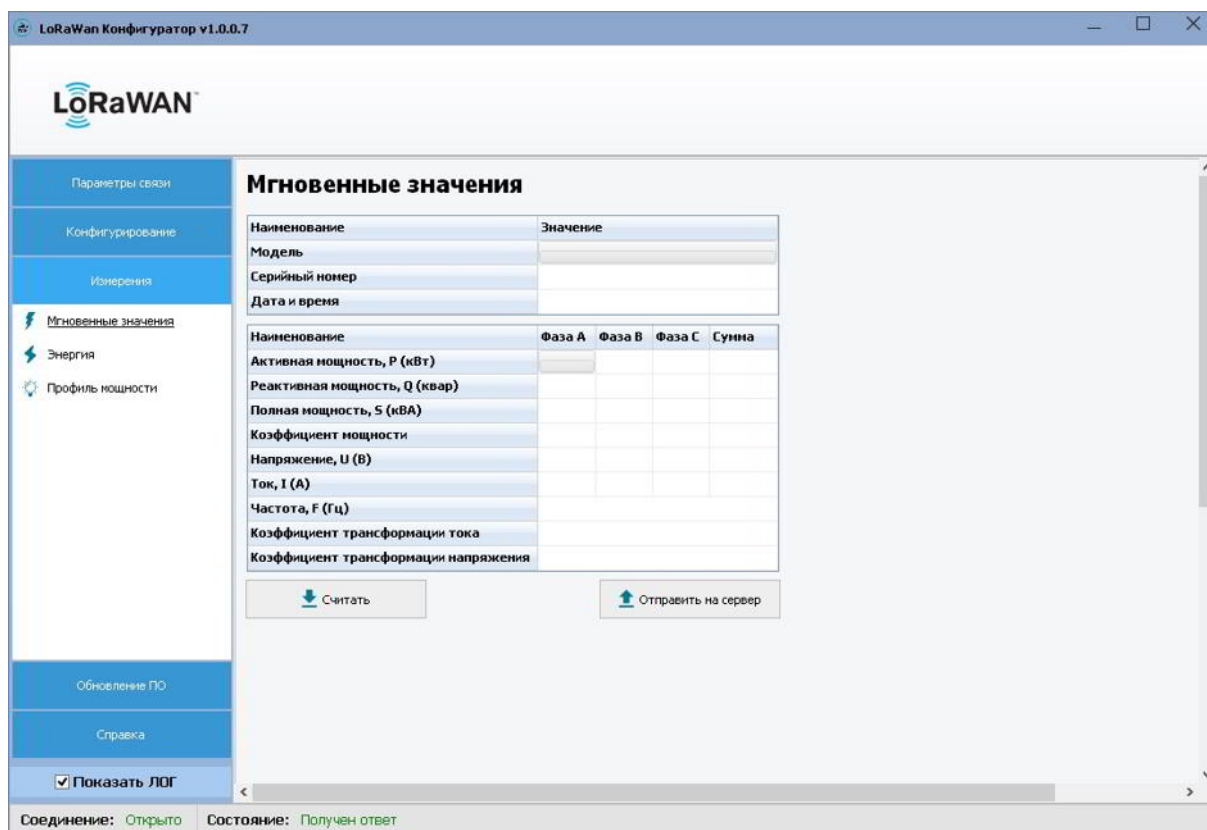 LoRaWan Конфигуратор v1.0.0.7
LoRaWAN™
Параметры связи
Конфигурирование
Измерения
Мгновенные значения
Энергия
Профиль мощности
Обновление ПО
Справка
Показать ЛОГ
Мгновенные значения
Наименование Значение
Модель
Серийный номер
Дата и время
Наименование Фаза A Фаза B Фаза C Сумма
Активная мощность, P (кВт)
Реактивная мощность, Q (квар)
Полная мощность, S (кВА)
Коэффициент мощности
Напряжение, U (В)
Ток, I (А)
Частота, F (Гц)
Коэффициент трансформации тока
Коэффициент трансформации напряжения
Считать Отправить на сервер
Соединение: Открыто Состояние: Получен ответ